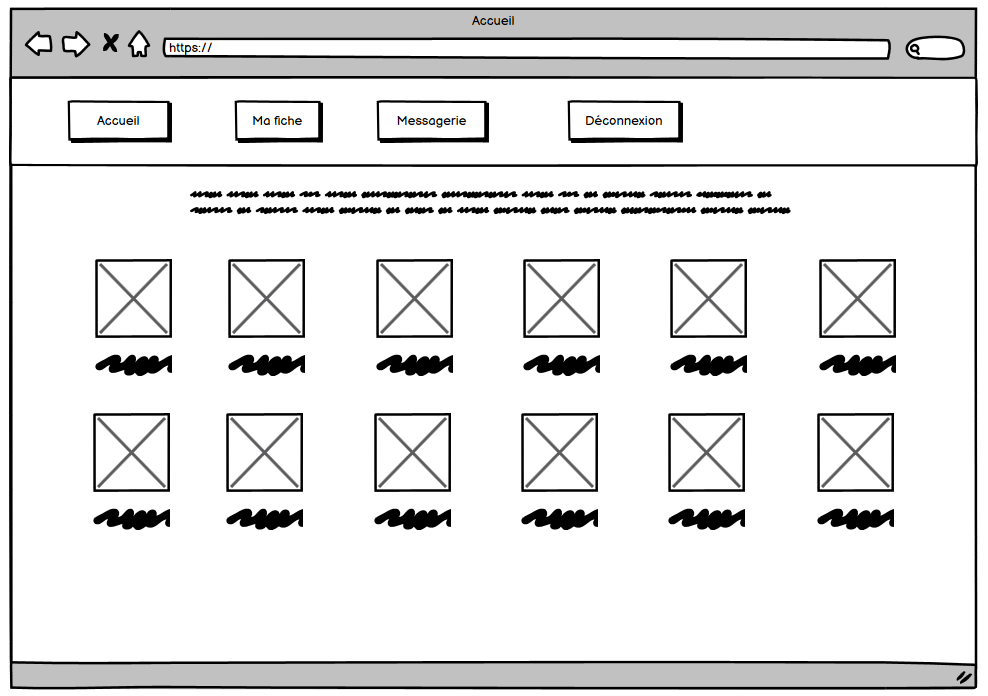 Accueil
https://
Accueil
Ma fiche
Messagerie
Déconnexion